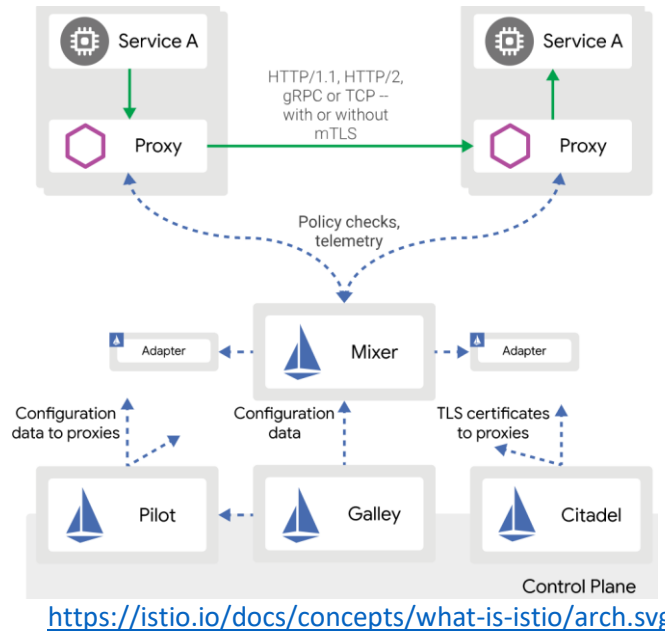 Service A
Service A
HTTP/1.1, HTTP/2,
gRPC or TCP --
with or without
mTLS
Proxy
Proxy
Policy checks,
telemetry
Mixer
Adapter
Adapter
Configuration
data to proxies
Configuration
data
TLS certificates
to proxies
Pilot
Galley
Citadel
Control Plane
https://istio.io/docs/concepts/what-is-istio/arch.svg